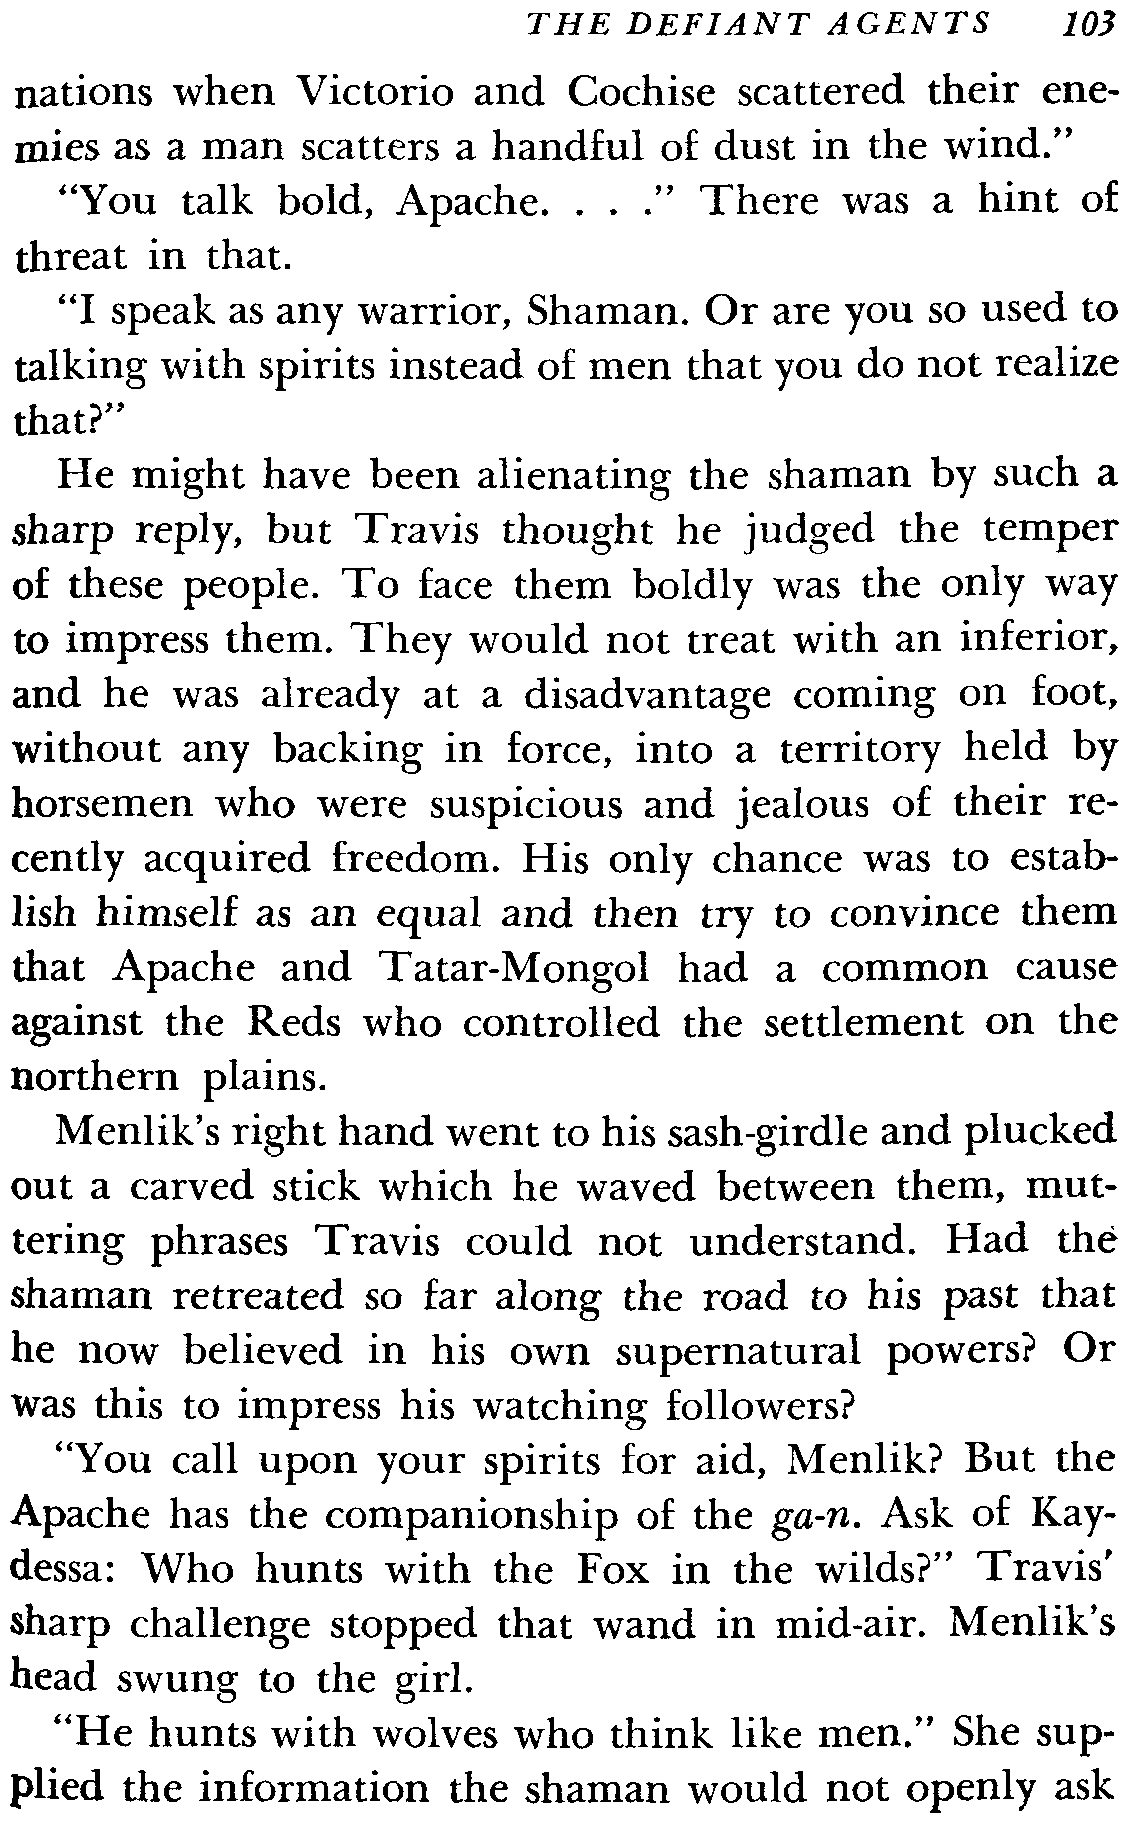 THE DEFIANT AGENTS 103
nations when Victorio and Cochise scattered their ene-
mies as a man scatters a handful of dust in the wind."
"You talk bold, Apache. . . ." There was a hint of
threat in that.
"I speak as any warrior, Shaman. Or are you so used to
talking with spirits instead of men that you do not realize
that?"
He might have been alienating the shaman by such a
sharp reply, but Travis thought he judged the temper
of these people. To face them boldly was the only way
to impress them. They would not treat with an inferior,
and he was already at a disadvantage coming on foot,
without any backing in force, into a territory held by
horsemen who were suspicious and jealous of their re-
cently acquired freedom. His only chance was to estab-
lish himself as an equal and then try to convince them
that Apache and Tatar-Mongol had a common cause
against the Reds who controlled the settlement on the
northern plains.
Menlik's right hand went to his sash-girdle and plucked
out a carved stick which he waved between them, mut-
tering phrases Travis could not understand. Had the
shaman retreated so far along the road to his past that
he now believed in his own supernatural powers? Or
was this to impress his watching followers?
"You call upon your spirits for aid, Menlik? But the
Apache has the companionship of the ga-n. Ask of Kay-
dessa: Who hunts with the Fox in the wilds?" Travis'
sharp challenge stopped that wand in mid-air. Menlik's
head swung to the girl.
"He hunts with wolves who think like men." She sup-
plied the information the shaman would not openly ask